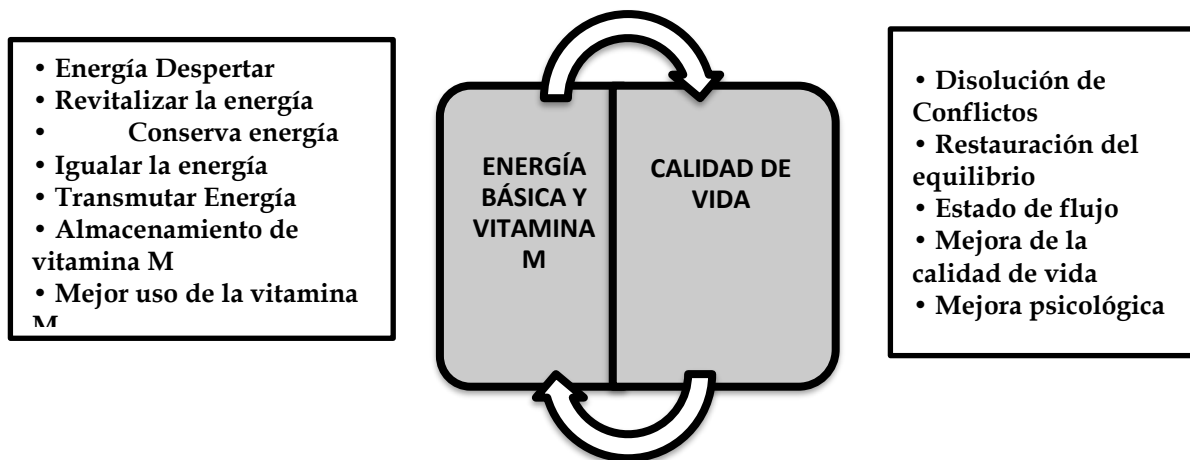 • Energía Despertar
• Revitalizar la energía
• Conserva energía
• Igualar la energía
• Transmutar Energía
• Almacenamiento de
vitamina M
• Mejor uso de la vitamina
M
ENERGÍA
BÁSICA Y
VITAMINA
M
CALIDAD DE
VIDA
• Disolución de
Conflictos
• Restauración del
equilibrio
• Estado de flujo
• Mejora de la
calidad de vida
• Mejora psicológica